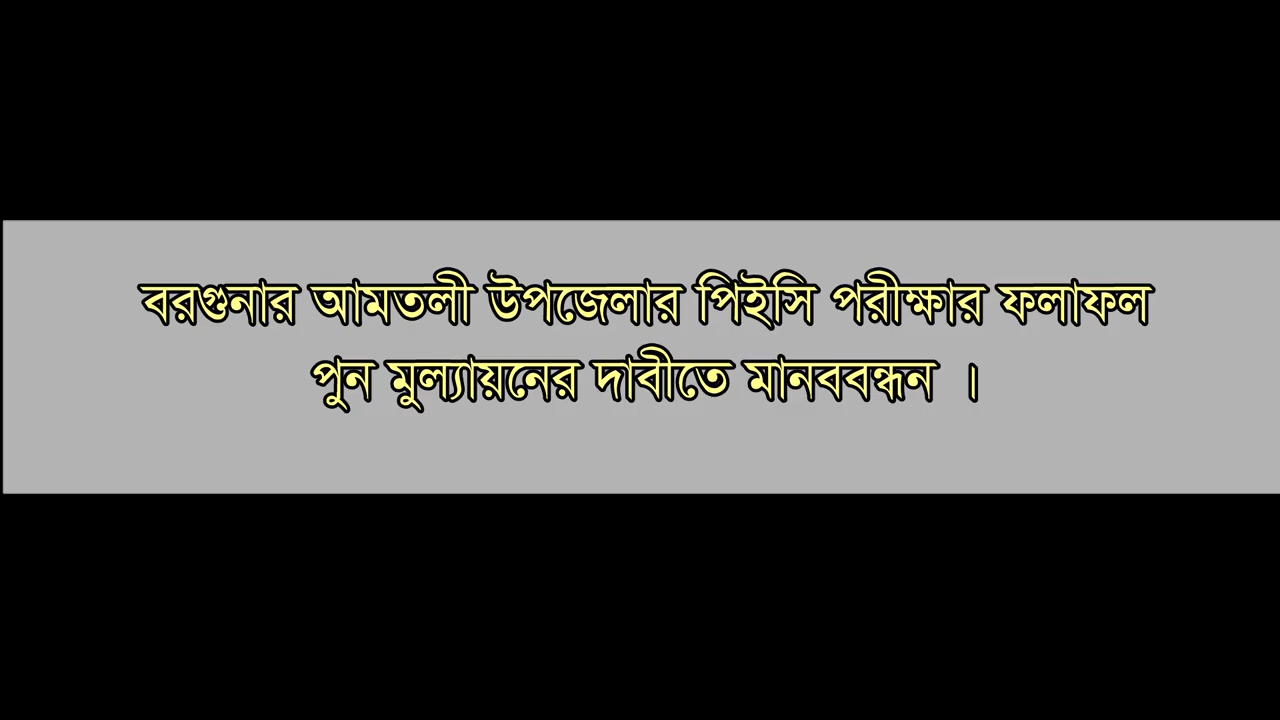 বরগুনার আমতলী উপজেলার পিইসি পরীক্ষার ফলাফল
পুন মুল্যায়নের দাবীতে মানববন্ধন ।